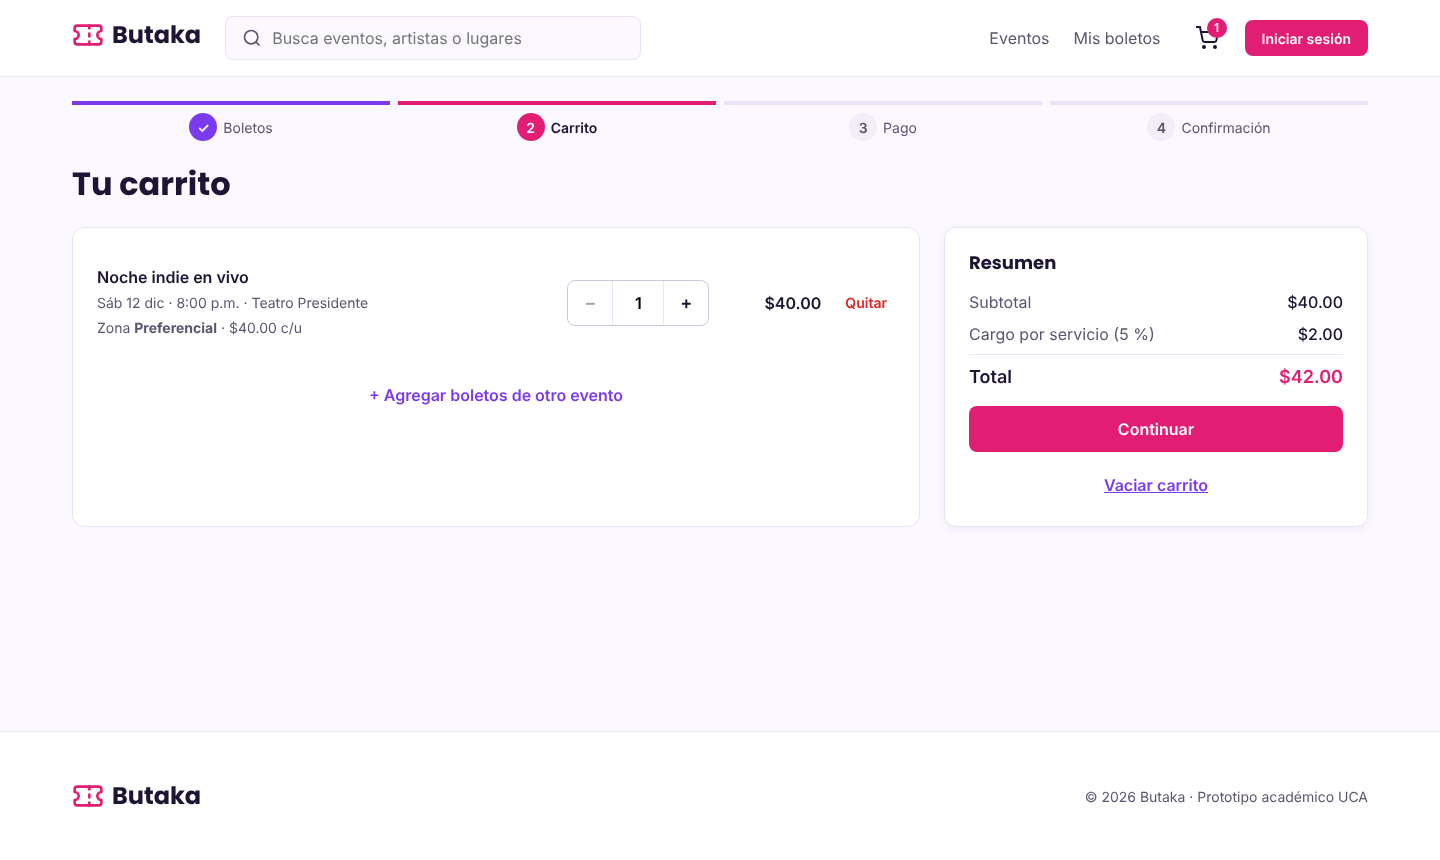 Butaka
Busca eventos, artistas o lugares
Eventos
Mis boletos
1
Iniciar sesión
Boletos
2 Carrito
3 Pago
4 Confirmación
Tu carrito
Noche indie en vivo
Sáb 12 dic · 8:00 p.m. · Teatro Presidente
Zona Preferencial · $40.00 c/u
− 1 +
$40.00
Quitar
+ Agregar boletos de otro evento
Resumen
Subtotal $40.00
Cargo por servicio (5 %) $2.00
Total $42.00
Continuar
Vaciar carrito
Butaka
© 2026 Butaka · Prototipo académico UCA